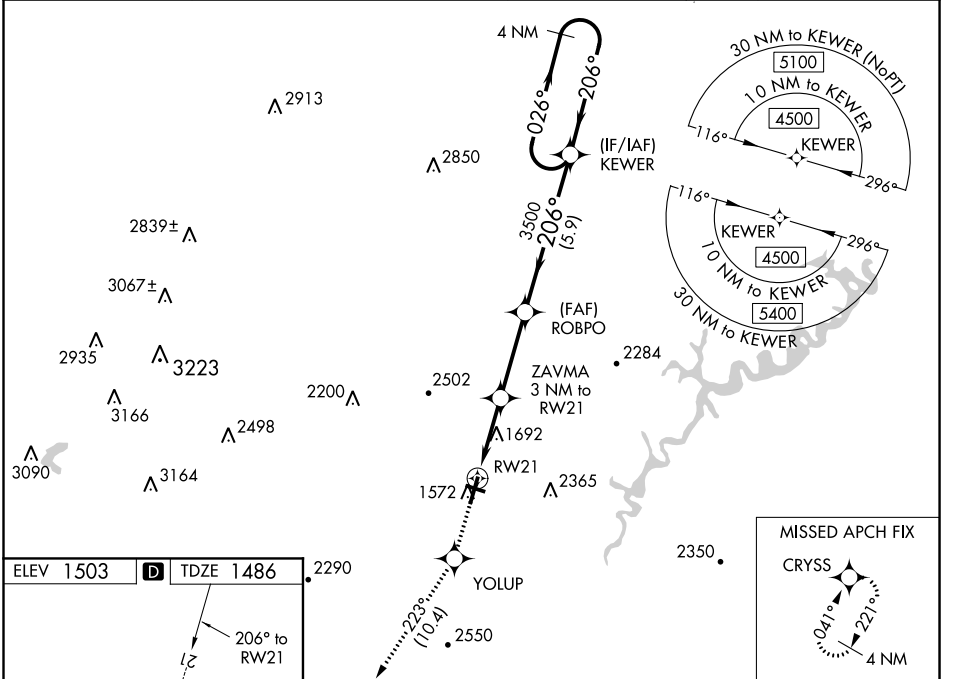 4 NM
026°
206°
(IF/IAF)
KEWER
3500
206°
(5.9)
(FAF)
ROBPO
ZAVMA
3 NM to
RW21
1692
RW21
1572
2365
YOLUP
223°
(10.4)
2550
2913
2850
2839±
3067±
2935
3223
3166
2498
3090
3164
2200
2502
2284
2290
2350
30 NM to KEWER (NoPT)
5100
10 NM to KEWER
4500
116°
KEWER
296°
116°
KEWER
296°
4500
10 NM to KEWER
5400
30 NM to KEWER
ELEV 1503
D
TDZE 1486
206° to
RW21
21
MISSED APCH FIX
CRYSS
041°
221°
4 NM